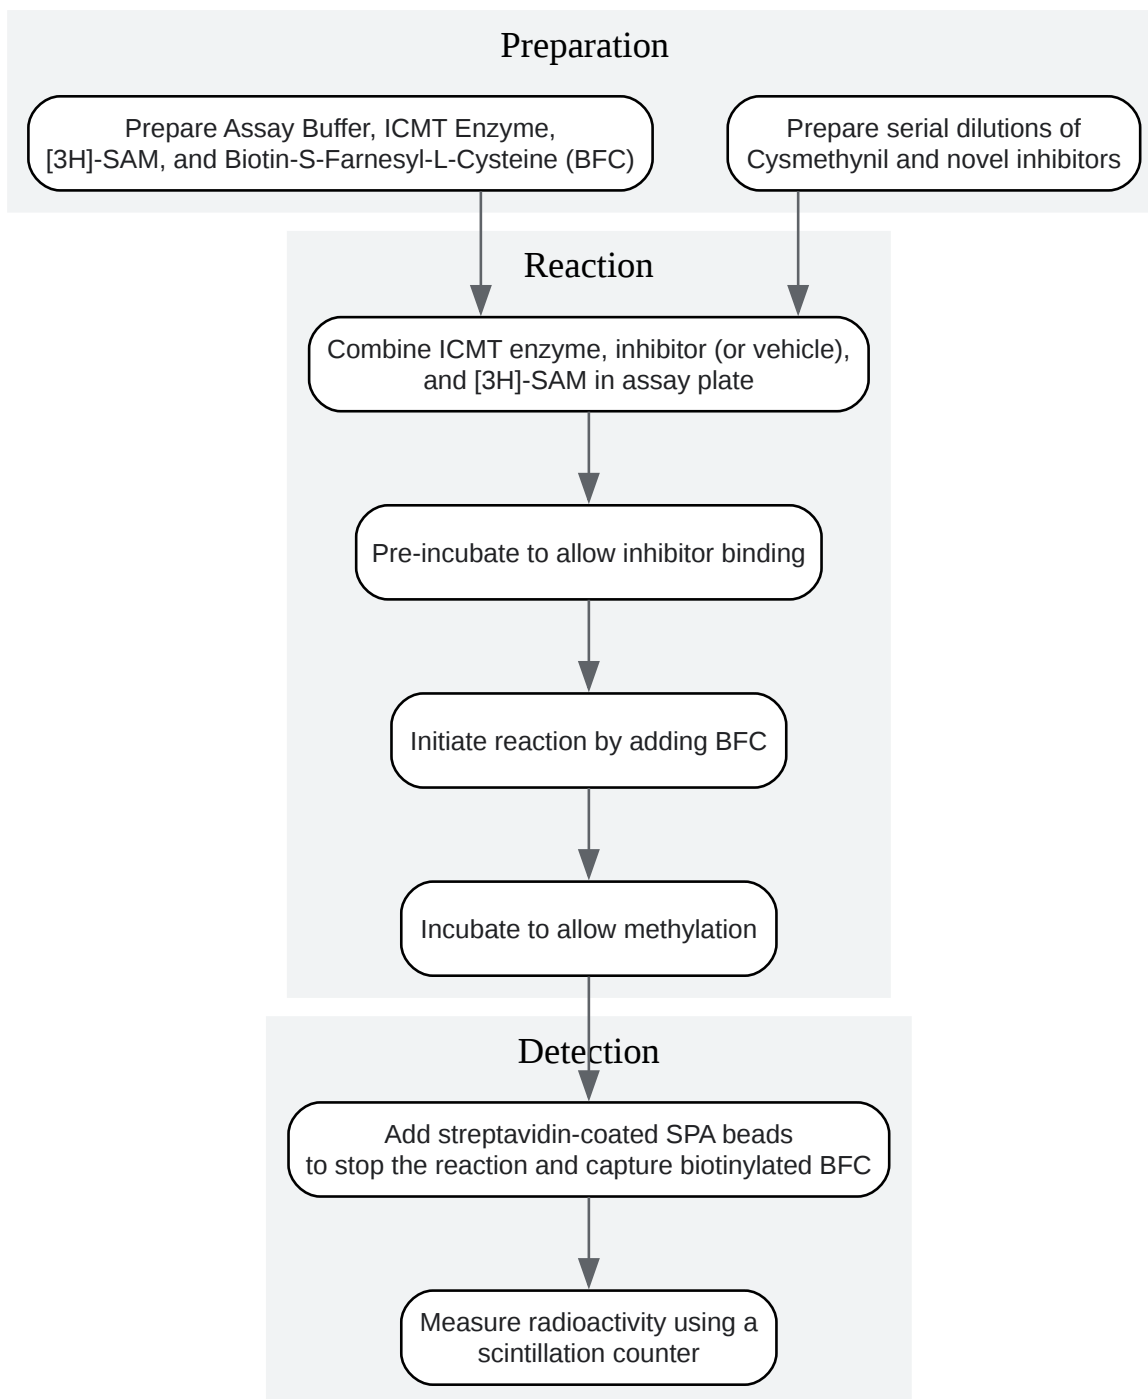 Preparation
Prepare Assay Buffer, ICMT Enzyme,
[3H]-SAM, and Biotin-S-Farnesyl-L-Cysteine (BFC)
Prepare serial dilutions of
Cysmethynil and novel inhibitors
Reaction
Combine ICMT enzyme, inhibitor (or vehicle),
and [3H]-SAM in assay plate
Pre-incubate to allow inhibitor binding
Initiate reaction by adding BFC
Incubate to allow methylation
Detection
Add streptavidin-coated SPA beads
to stop the reaction and capture biotinylated BFC
Measure radioactivity using a
scintillation counter